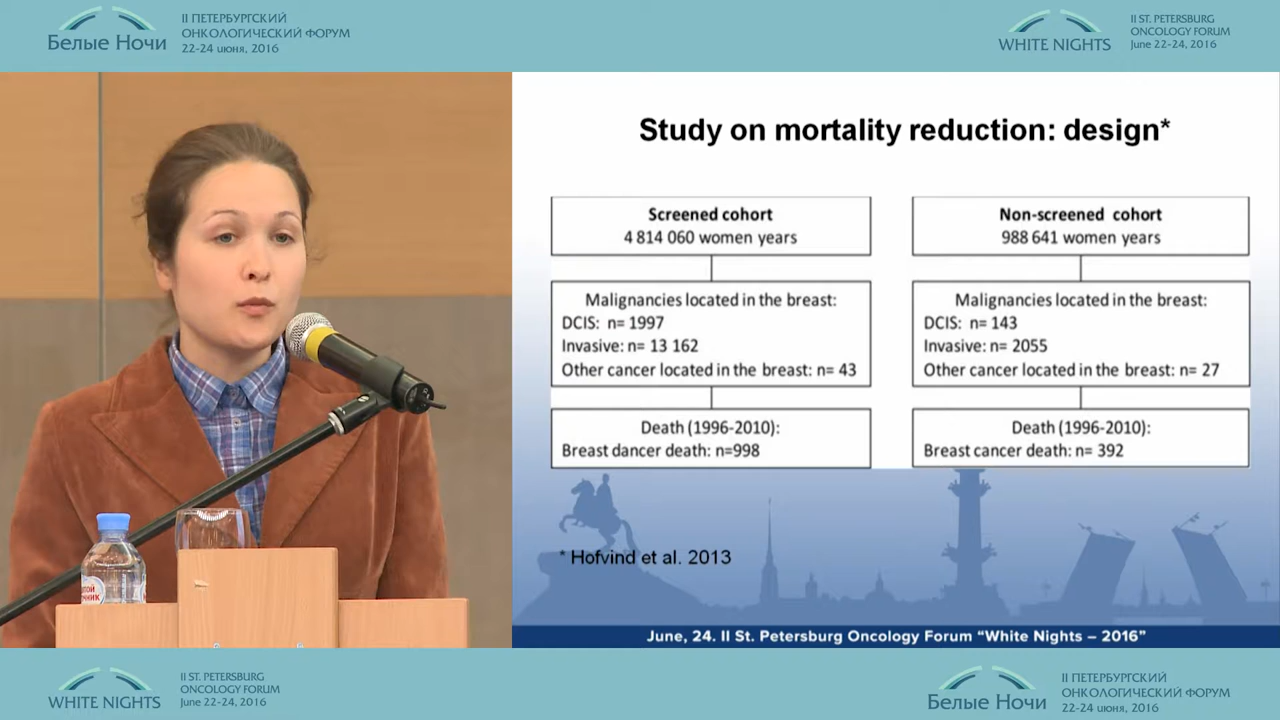 Белые Ночи
II ПЕТЕРБУРГСКИЙ
ОНКОЛОГИЧЕСКИЙ ФОРУМ
22-24 июня, 2016
WHITE NIGHTS
II ST. PETERSBURG
ONCOLOGY FORUM
June 22-24, 2016
Study on mortality reduction: design*
Screened cohort
4 814 060 women years
Malignancies located in the breast:
DCIS: n= 1997
Invasive: n= 13 162
Other cancer located in the breast: n= 43
Death (1996-2010):
Breast dancer death: n=998
Non-screened cohort
988 641 women years
Malignancies located in the breast:
DCIS: n= 143
Invasive: n= 2055
Other cancer located in the breast: n= 27
Death (1996-2010):
Breast cancer death: n= 392
* Hofvind et al. 2013
June, 24. II St. Petersburg Oncology Forum “White Nights – 2016”
WHITE NIGHTS
II ST. PETERSBURG
ONCOLOGY FORUM
June 22-24, 2016
Белые Ночи
II ПЕТЕРБУРГСКИЙ
ОНКОЛОГИЧЕСКИЙ ФОРУМ
22-24 июня, 2016